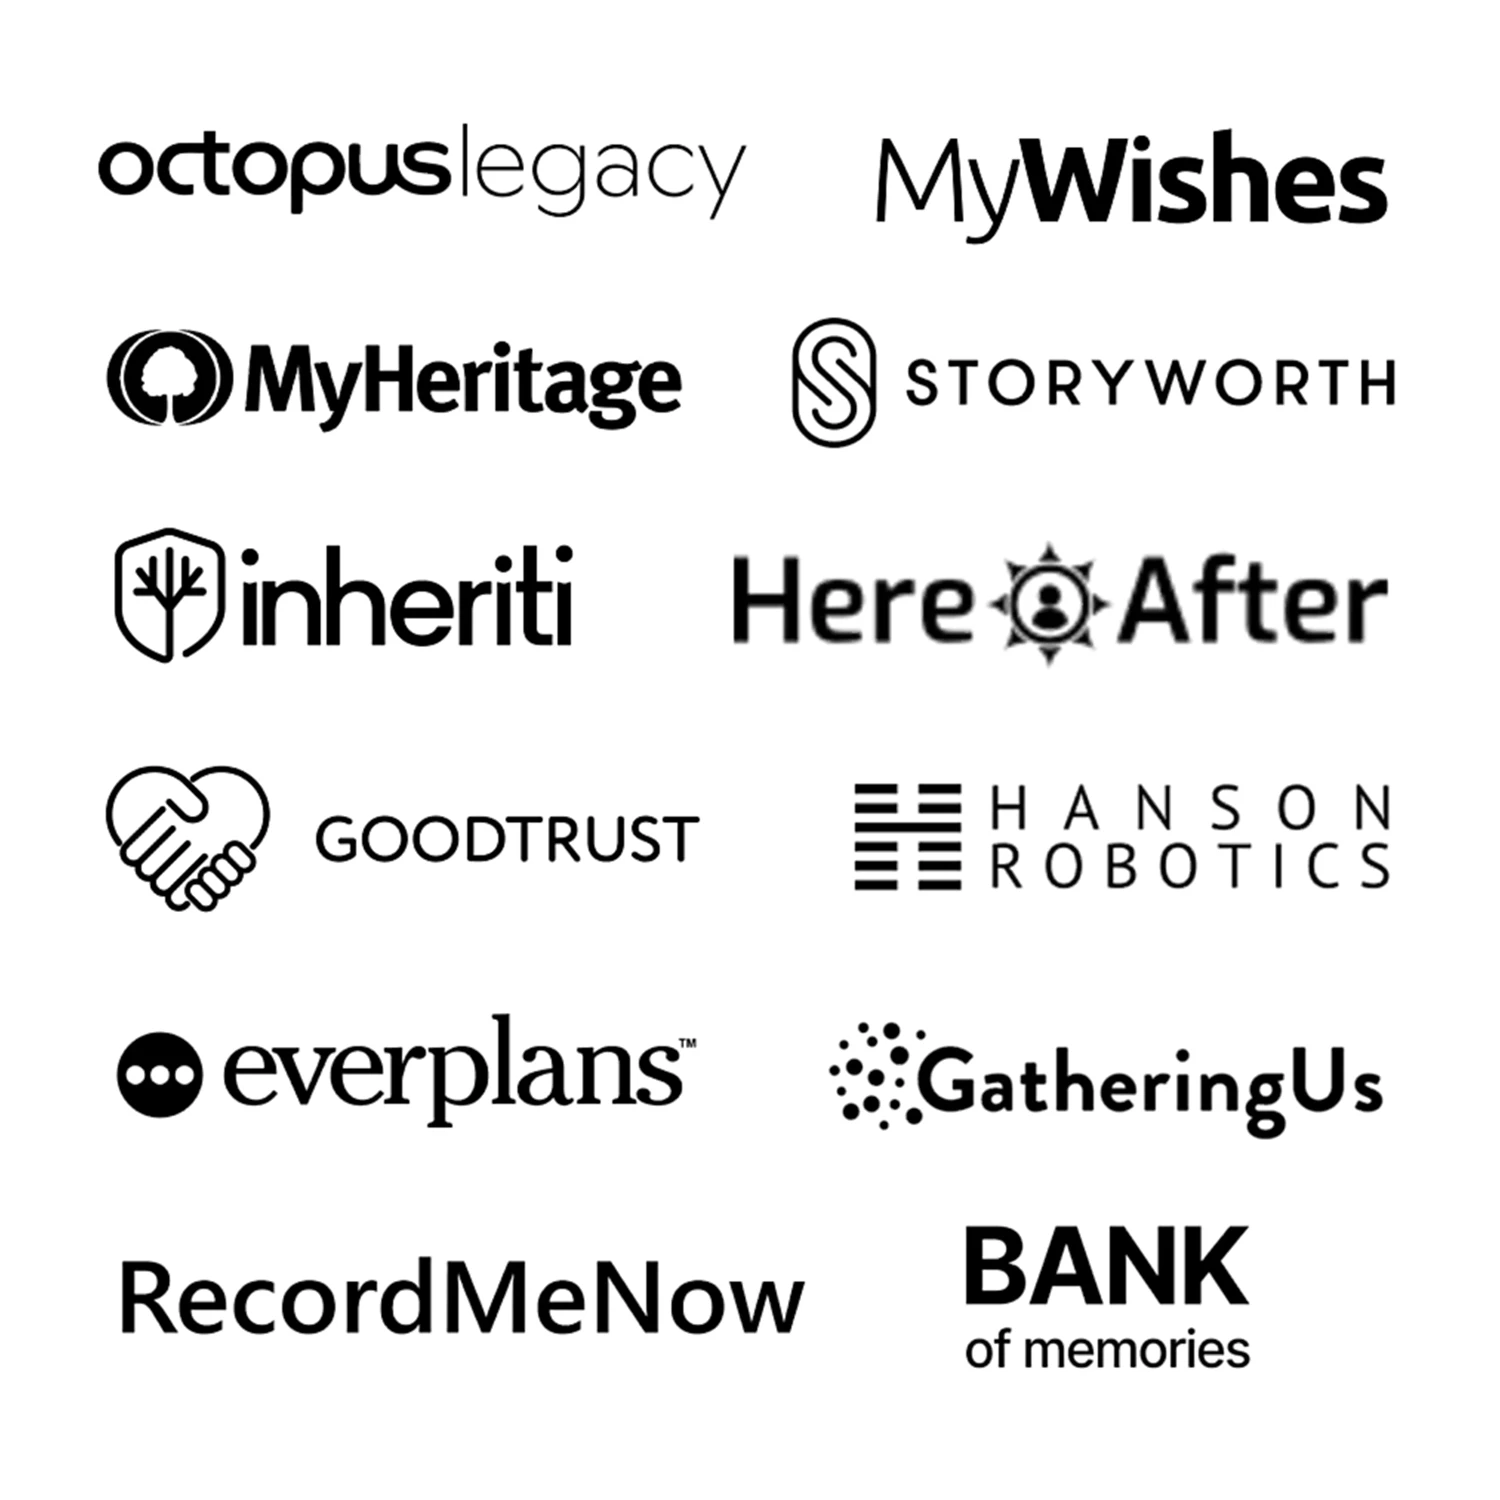 octopuslegacy
MyWishes
MyHeritage
STORYWORTH
inheriti
Here After
GOODTRUST
HANSON
ROBOTICS
everplans™
GatheringUs
RecordMeNow
BANK
of memories